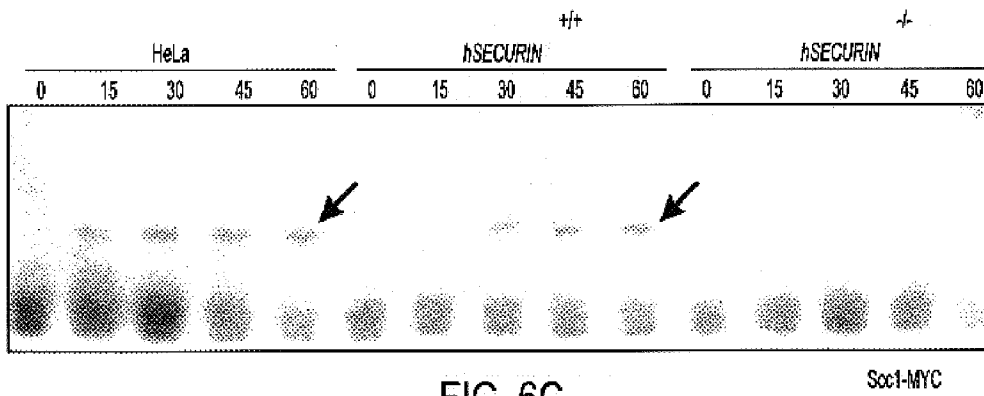 +/+ -/-
HeLa hSECURIN hSECURIN
0 15 30 45 60 0 15 30 45 60 0 15 30 45 60
FIG. 6C
Scc1-MYC